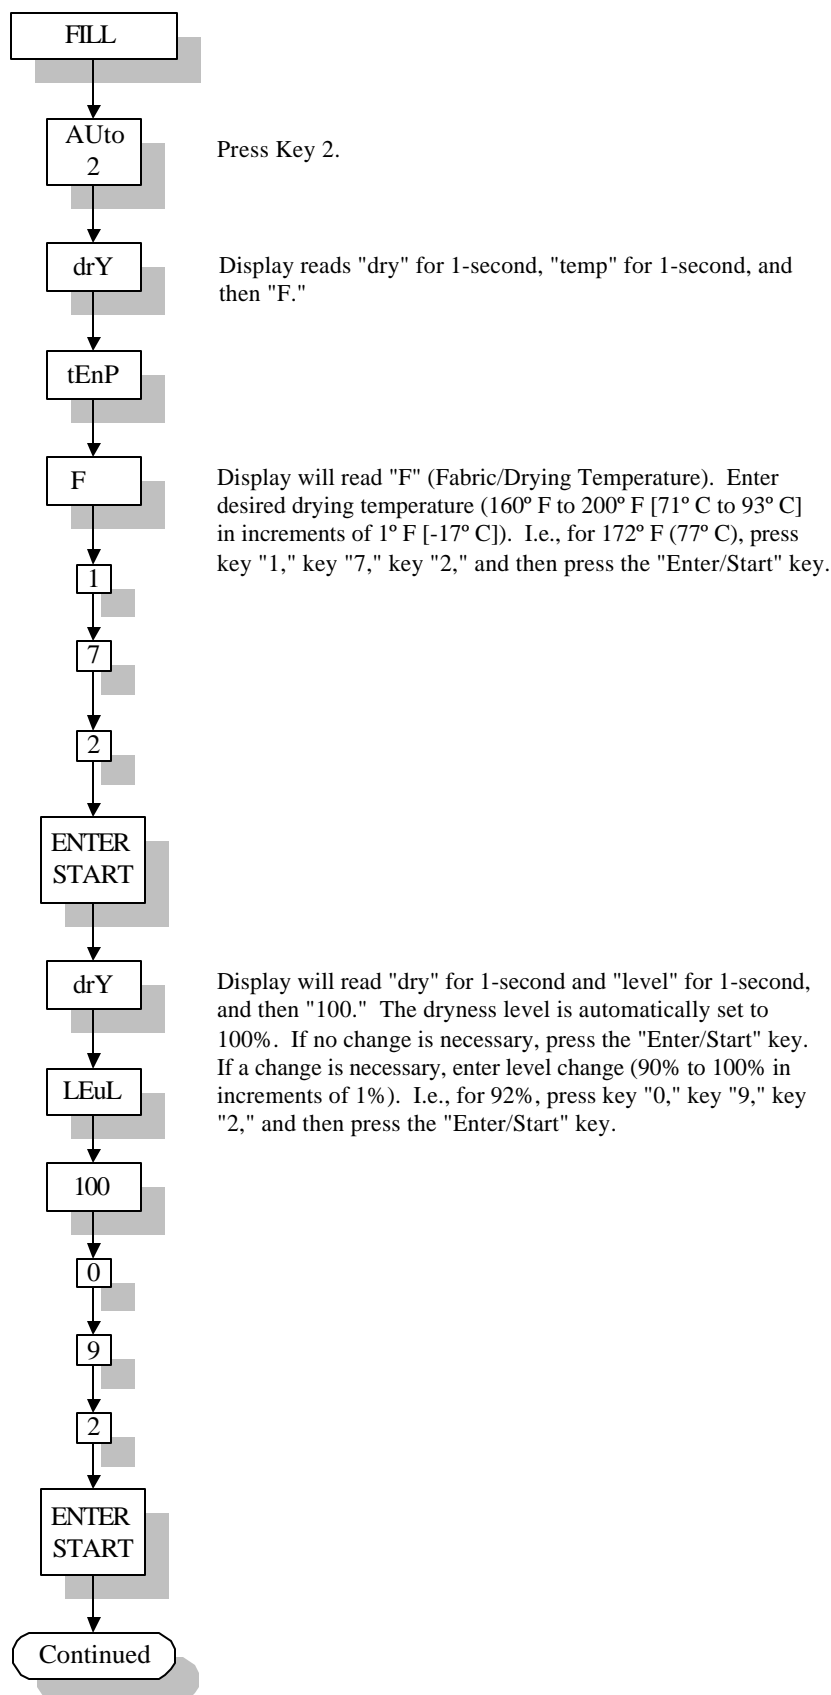 FILL
AUto
2
Press Key 2.
drY
Display reads "dry" for 1-second, "temp" for 1-second, and
then "F."
tEnP
F
Display will read "F" (Fabric/Drying Temperature).  Enter
desired drying temperature (160º F to 200º F [71º C to 93º C]
in increments of 1º F [-17º C]).  I.e., for 172º F (77º C), press
key "1," key "7," key "2," and then press the "Enter/Start" key.
1
7
2
ENTER
START
drY
Display will read "dry" for 1-second and "level" for 1-second,
and then "100."  The dryness level is automatically set to
100%.  If no change is necessary, press the "Enter/Start" key.
If a change is necessary, enter level change (90% to 100% in
increments of 1%).  I.e., for 92%, press key "0," key "9," key
"2," and then press the "Enter/Start" key.
LEuL
100
0
9
2
ENTER
START
Continued